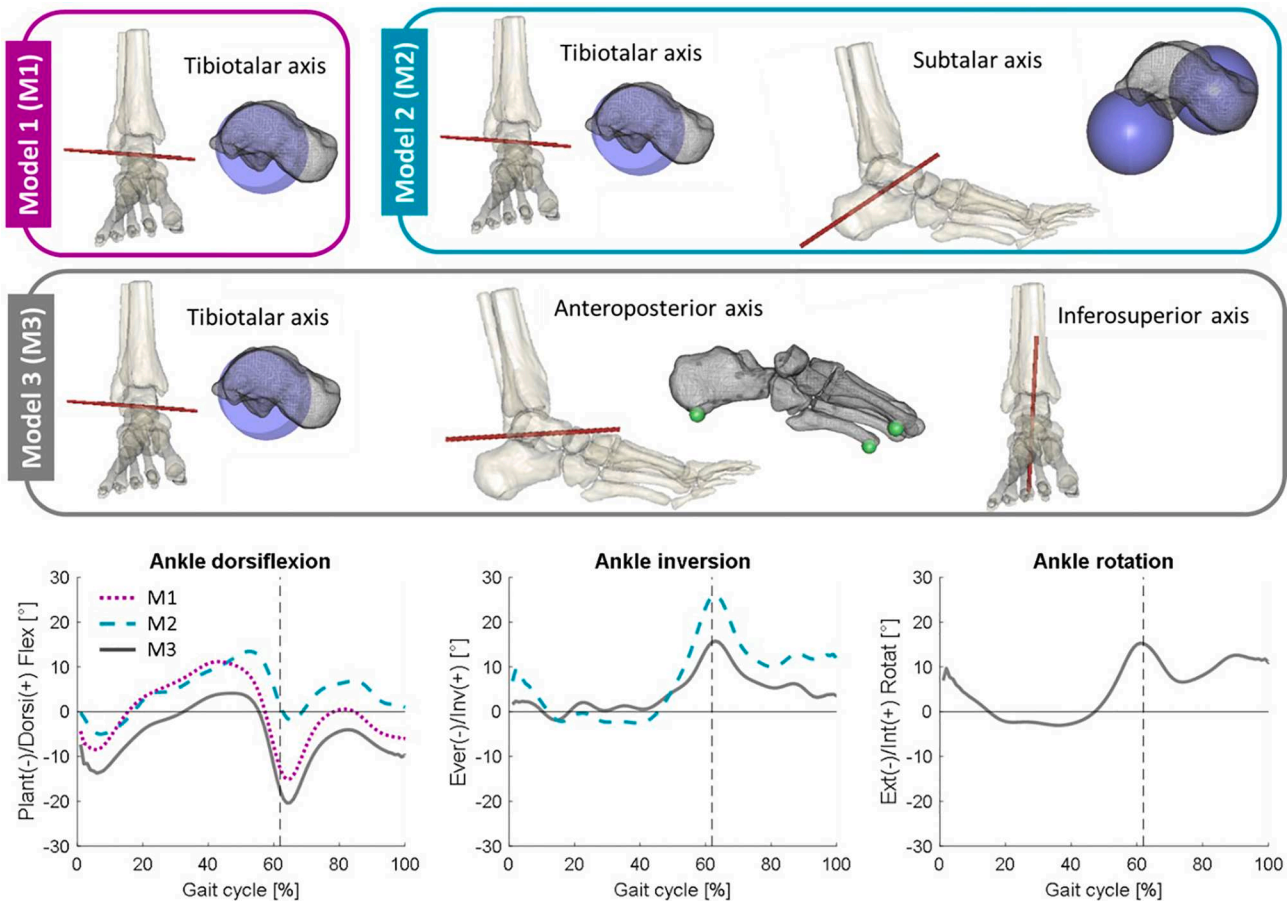 Model 1 (M1)
Tibiotalar axis
Model 2 (M2)
Tibiotalar axis
Subtalar axis
Model 3 (M3)
Tibiotalar axis
Anteroposterior axis
Inferosuperior axis
Ankle dorsiflexion
Plant(-)/Dorsi(+) Flex [°]
30
20
10
0
-10
-20
-30
M1
M2
M3
0
20
40
60
80
100
Gait cycle [%]
Ankle inversion
Ever(-)/Inv(+) [°]
30
20
10
0
-10
-20
-30
0
20
40
60
80
100
Gait cycle [%]
Ankle rotation
Ext(-)/Int(+) Rotat [°]
30
20
10
0
-10
-20
-30
0
20
40
60
80
100
Gait cycle [%]